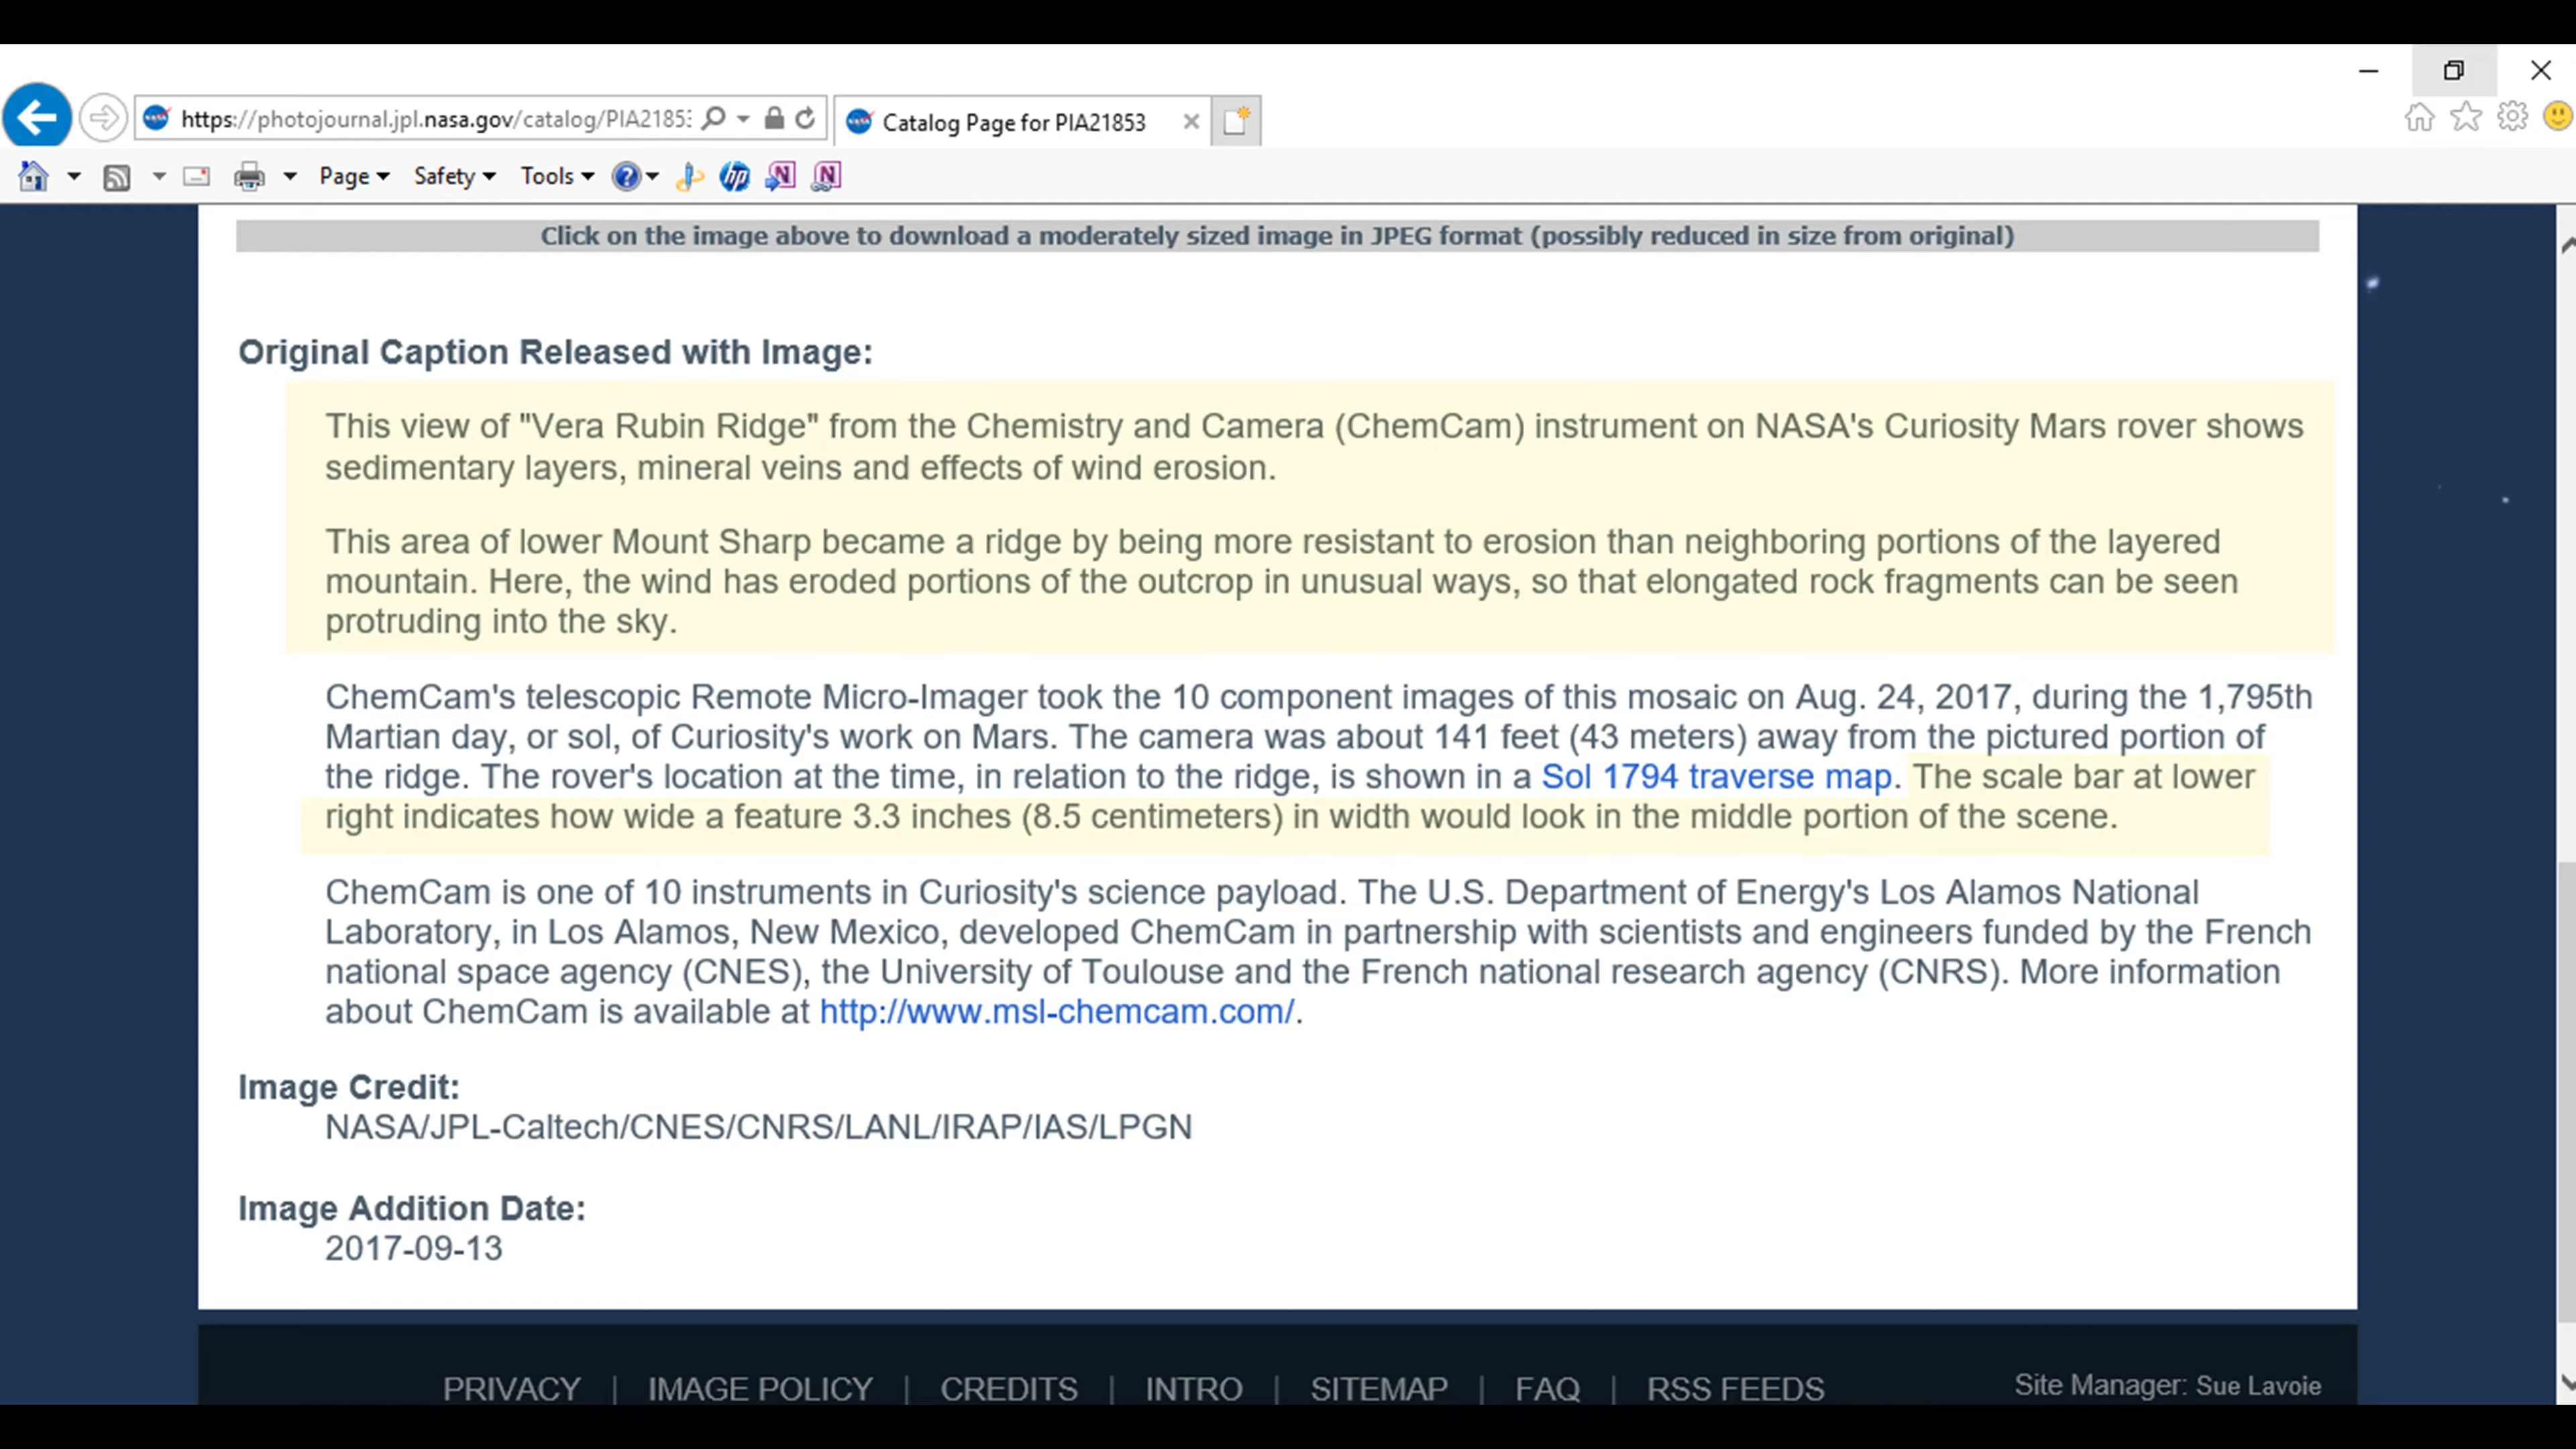 https://photojournal.jpl.nasa.gov/catalog/PIA21853
Catalog Page for PIA21853
Page Safety Tools
Click on the image above to download a moderately sized image in JPEG format (possibly reduced in size from original)
Original Caption Released with Image:
This view of "Vera Rubin Ridge" from the Chemistry and Camera (ChemCam) instrument on NASA's Curiosity Mars rover shows
sedimentary layers, mineral veins and effects of wind erosion.
This area of lower Mount Sharp became a ridge by being more resistant to erosion than neighboring portions of the layered
mountain. Here, the wind has eroded portions of the outcrop in unusual ways, so that elongated rock fragments can be seen
protruding into the sky.
ChemCam's telescopic Remote Micro-Imager took the 10 component images of this mosaic on Aug. 24, 2017, during the 1,795th
Martian day, or sol, of Curiosity's work on Mars. The camera was about 141 feet (43 meters) away from the pictured portion of
the ridge. The rover's location at the time, in relation to the ridge, is shown in a Sol 1794 traverse map. The scale bar at lower
right indicates how wide a feature 3.3 inches (8.5 centimeters) in width would look in the middle portion of the scene.
ChemCam is one of 10 instruments in Curiosity's science payload. The U.S. Department of Energy's Los Alamos National
Laboratory, in Los Alamos, New Mexico, developed ChemCam in partnership with scientists and engineers funded by the French
national space agency (CNES), the University of Toulouse and the French national research agency (CNRS). More information
about ChemCam is available at http://www.msl-chemcam.com/.
Image Credit:
NASA/JPL-Caltech/CNES/CNRS/LANL/IRAP/IAS/LPGN
Image Addition Date:
2017-09-13
PRIVACY | IMAGE POLICY | CREDITS | INTRO | SITEMAP | FAQ | RSS FEEDS Site Manager: Sue Lavoie